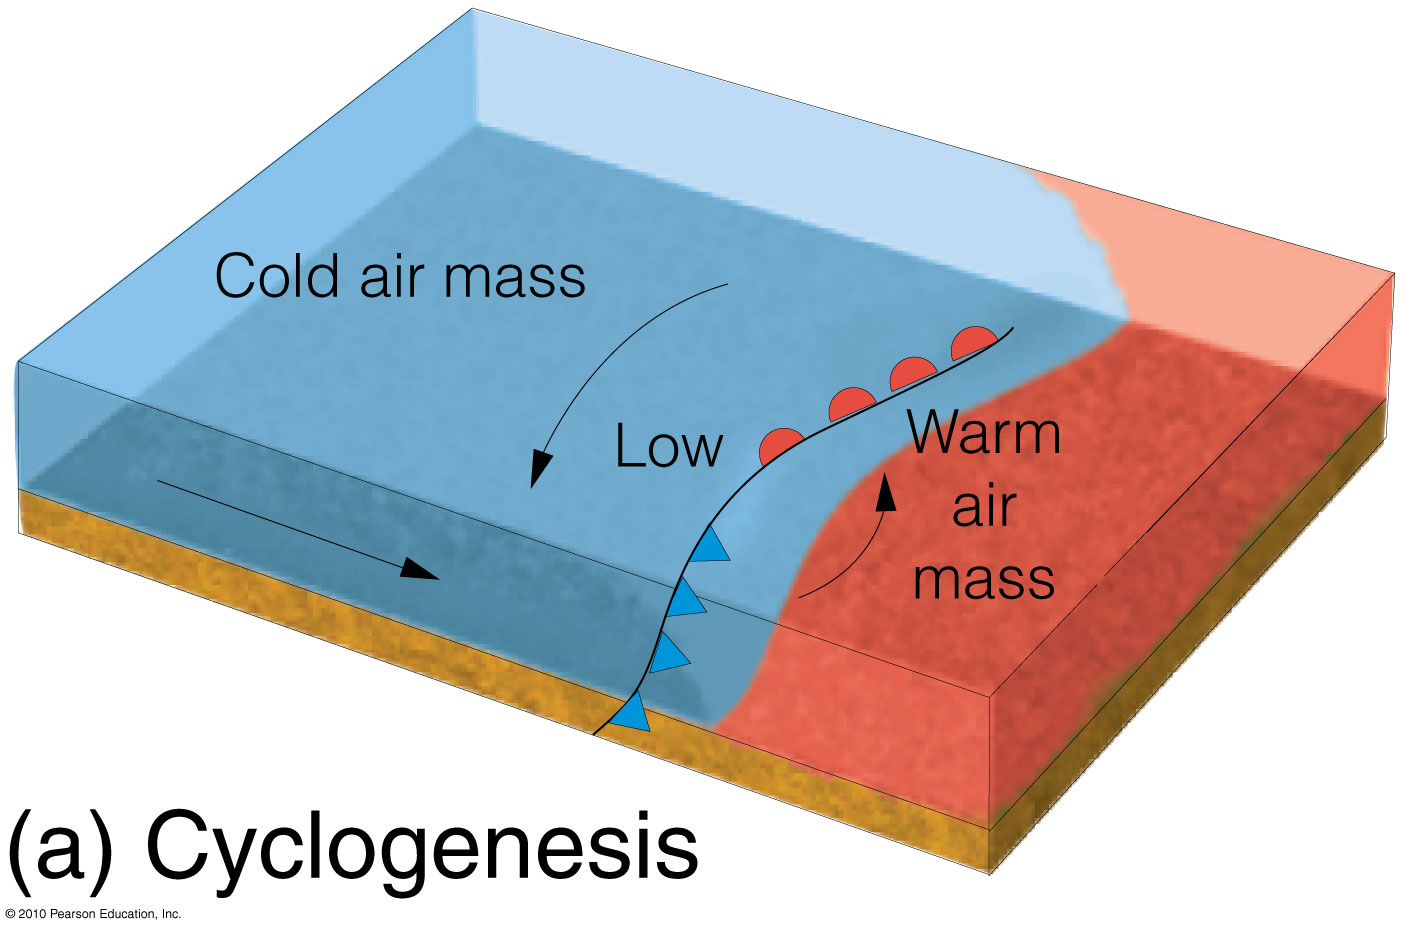 Cold air mass
Low
Warm
air
mass
(a) Cyclogenesis
© 2010 Pearson Education, Inc.